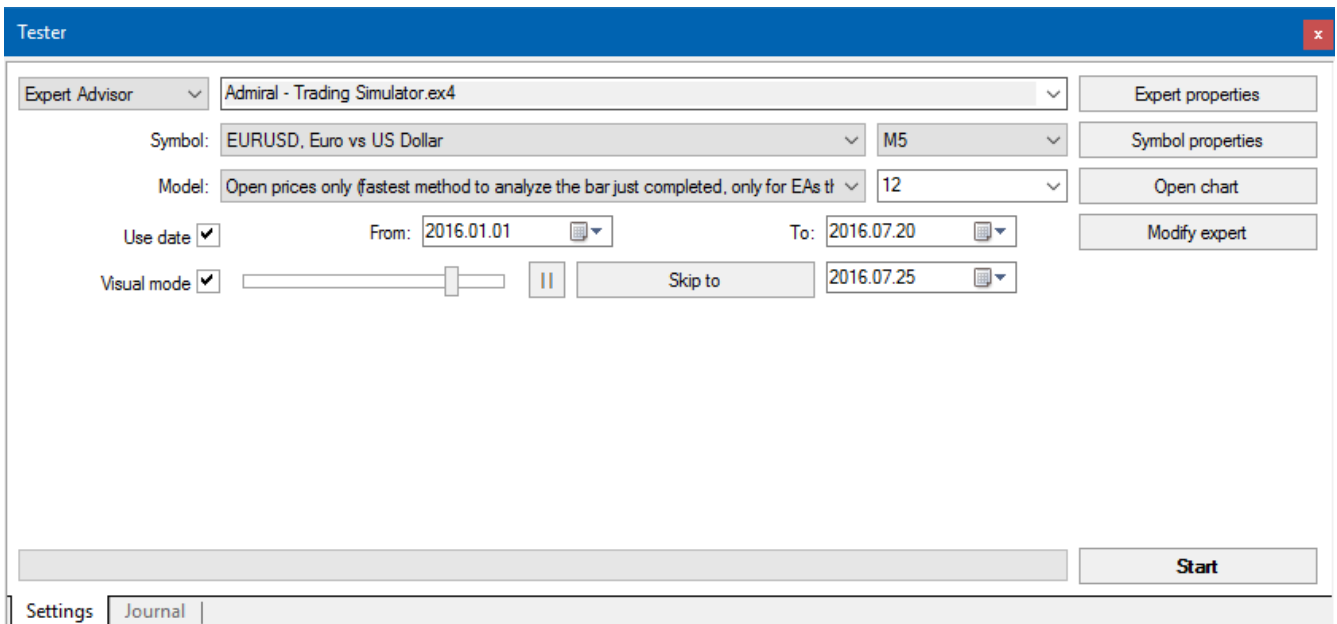 Tester
x
Expert Advisor Admiral - Trading Simulator.ex4 Expert properties
Symbol: EURUSD, Euro vs US Dollar M5 Symbol properties
Model: Open prices only (fastest method to analyze the bar just completed, only for EAs th 12 Open chart
Use date From: 2016.01.01 To: 2016.07.20 Modify expert
Visual mode Skip to 2016.07.25
Start
Settings Journal